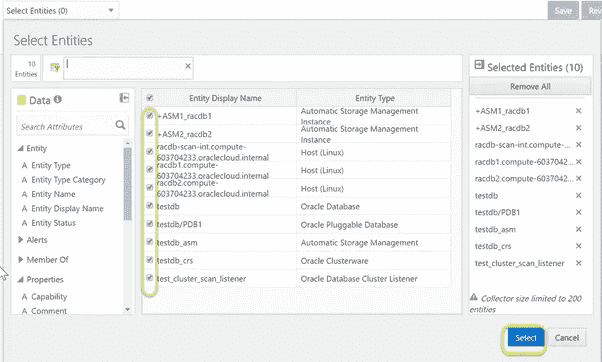 Select Entities (0)
Save
Rev
Select Entities
10
Entities
Data
Search Attributes
Entity
A Entity Type
A Entity Type Category
A Entity Name
A Entity Display Name
A Entity Status
Alerts
Member Of
Properties
A Capability
A Comment
Entity Display Name Entity Type
+ASM1_racdb1 Automatic Storage Management Instance
+ASM2_racdb1 Automatic Storage Management Instance
racdb-scan-int.compute-603704233.oraclecloud.internal Host (Linux)
racdb1.compute-603704233.oraclecloud.internal Host (Linux)
racdb2.compute-603704233.oraclecloud.internal Host (Linux)
testdb Oracle Database
testdb/PDB1 Oracle Pluggable Database
testdb_asm Automatic Storage Management
testdb_crs Oracle Clusterware
test_cluster_scan_listener Oracle Database Cluster Listener
Selected Entities (10)
Remove All
+ASM1_racdb1
+ASM2_racdb1
racdb-scan-int.compute-6037...
racdb1.compute-603704233.o...
racdb2.compute-603704233.o...
testdb
testdb/PDB1
testdb_asm
testdb_crs
test_cluster_scan_listener
Collector size limited to 200
entities
Select
Cancel